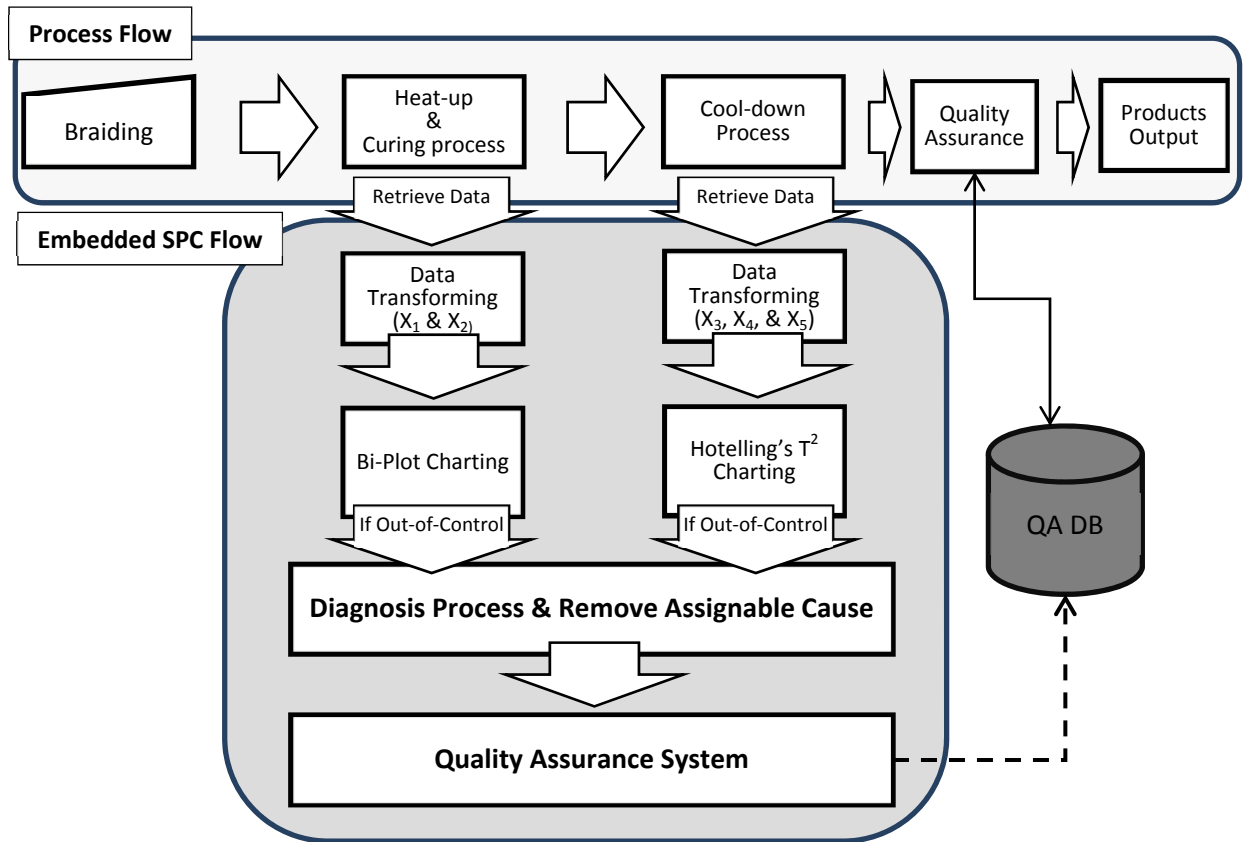 Process Flow
Braiding
Heat-up
&
Curing process
Cool-down
Process
Quality
Assurance
Products
Output
Retrieve Data
Retrieve Data
Embedded SPC Flow
Data
Transforming
(X₁ & X₂)
Data
Transforming
(X₃, X₄, & X₅)
Bi-Plot Charting
Hotelling’s T²
Charting
If Out-of-Control
If Out-of-Control
QA DB
Diagnosis Process & Remove Assignable Cause
Quality Assurance System